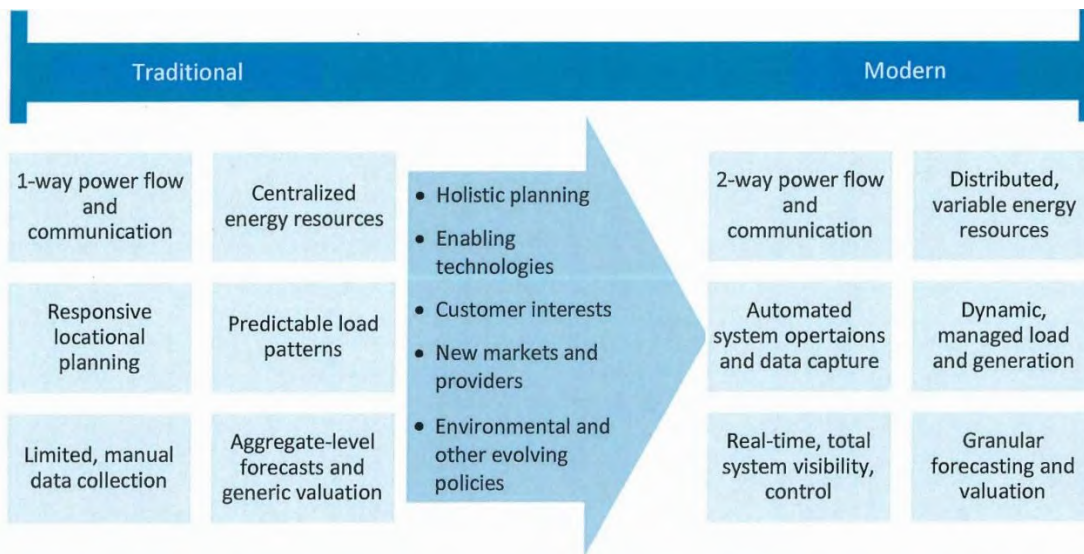 Traditional
Modern
1-way power flow
and
communication
Centralized
energy resources
Responsive
locational
planning
Predictable load
patterns
Limited, manual
data collection
Aggregate-level
forecasts and
generic valuation
• Holistic planning
• Enabling
technologies
• Customer interests
• New markets and
providers
• Environmental and
other evolving
policies
2-way power flow
and
communication
Distributed,
variable energy
resources
Automated
system opertaions
and data capture
Dynamic,
managed load
and generation
Real-time, total
system visibility,
control
Granular
forecasting and
valuation